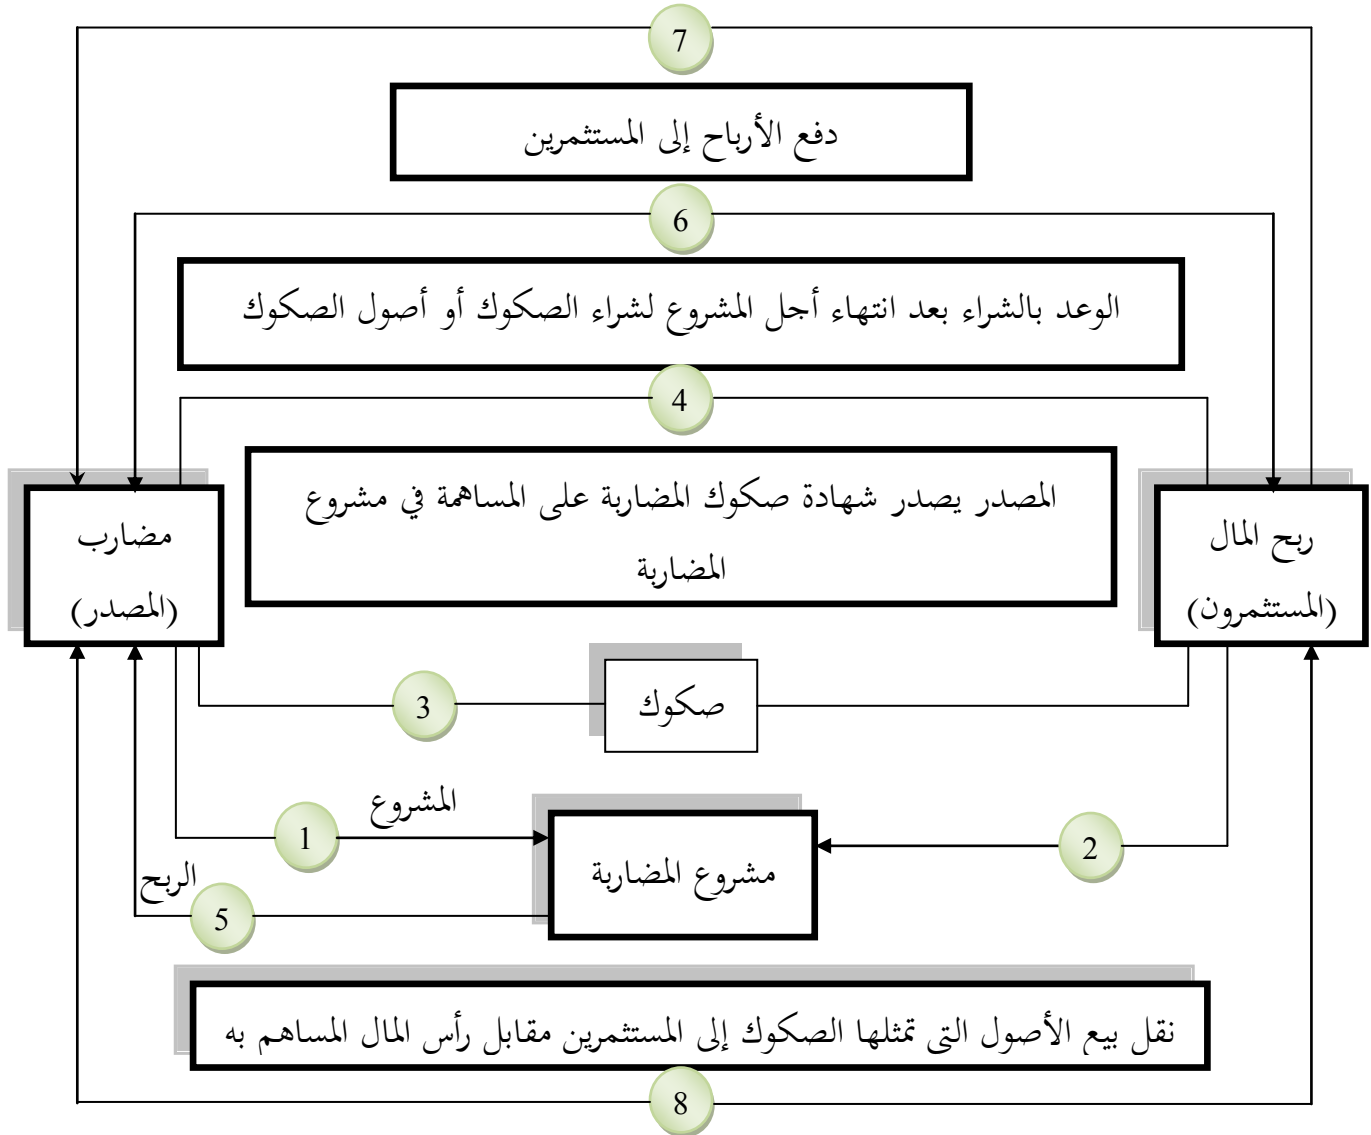 7
دفع الأرباح إلى المستثمرين
6
الوعد بالشراء بعد انتهاء أجل المشروع لشراء الصكوك أو أصول الصكوك
4
المصدر يصدر شهادة صكوك المضاربة على المساهمة في مشروع
المضاربة
ربح المال
(المستثمرون)
مضارب
(المصدر)
صكوك
3
المشروع
1
2
مشروع المضاربة
الربح
5
نقل بيع الأصول التى تمثلها الصكوك إلى المستثمرين مقابل رأس المال المساهم به
8